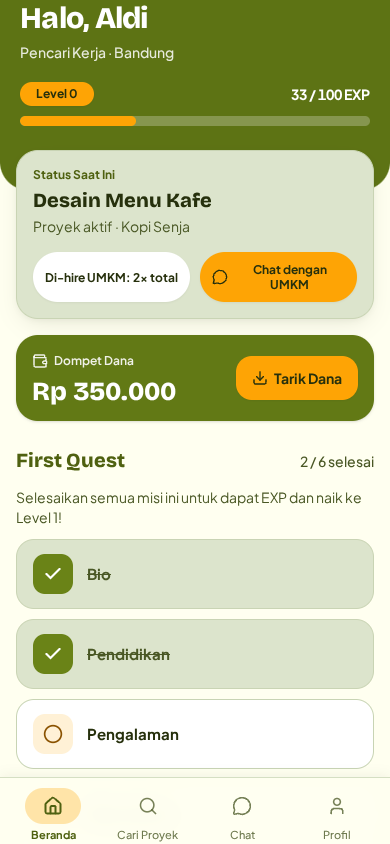 Halo, Aldi
Pencari Kerja · Bandung
Level 0
33 / 100 EXP
Status Saat Ini
Desain Menu Kafe
Proyek aktif · Kopi Senja
Di-hire UMKM: 2× total
Chat dengan
UMKM
Dompet Dana
Rp 350.000
Tarik Dana
First Quest
2 / 6 selesai
Selesaikan semua misi ini untuk dapat EXP dan naik ke
Level 1!
Bio
Pendidikan
Pengalaman
Beranda
Cari Proyek
Chat
Profil